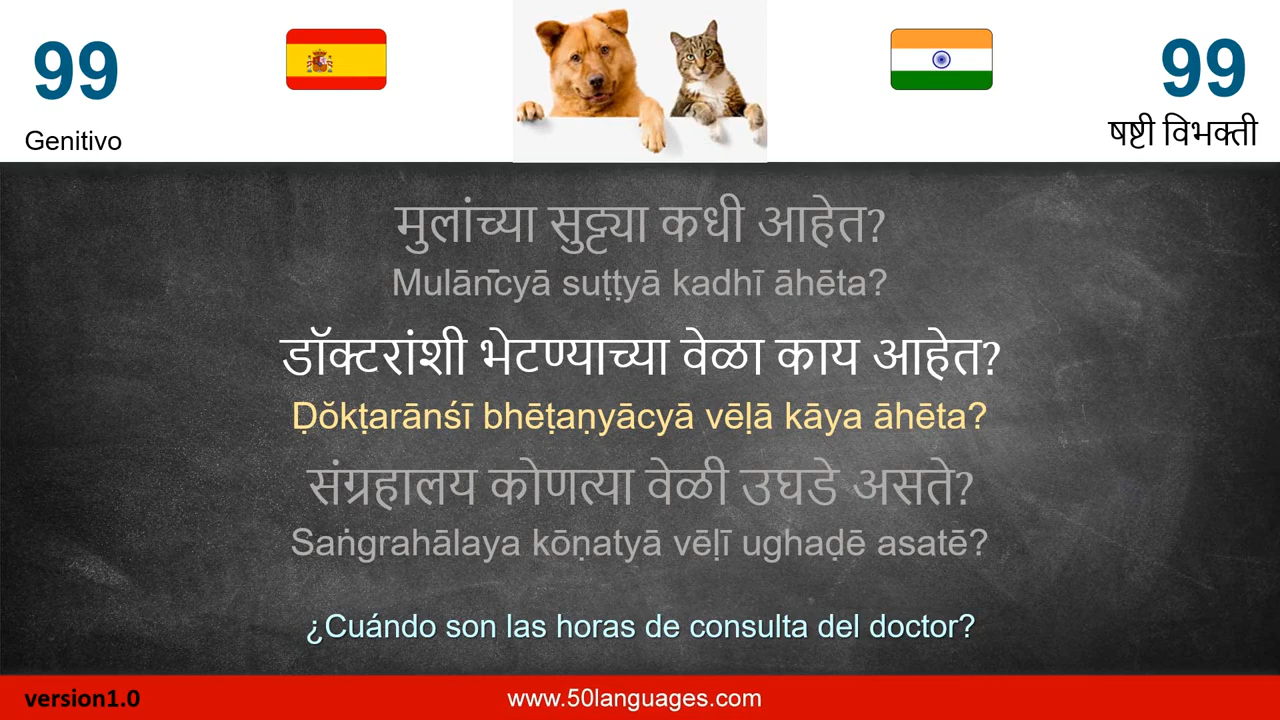 99
99
Genitivo
षष्टी विभक्ती
मुलांच्या सुट्ट्या कधी आहेत?
Mulān̄cyā suṭṭyā kadhī āhēta?
डॉक्टरांशी भेटण्याच्या वेळा काय आहेत?
Ḍŏkṭarānśī bhēṭaṇyācyā vēḷā kāya āhēta?
संग्रहालय कोणत्या वेळी उघडे असते?
Saṅgrahālaya kōṇatyā vēḷī ughaḍē asatē?
¿Cuándo son las horas de consulta del doctor?
version1.0
www.50languages.com